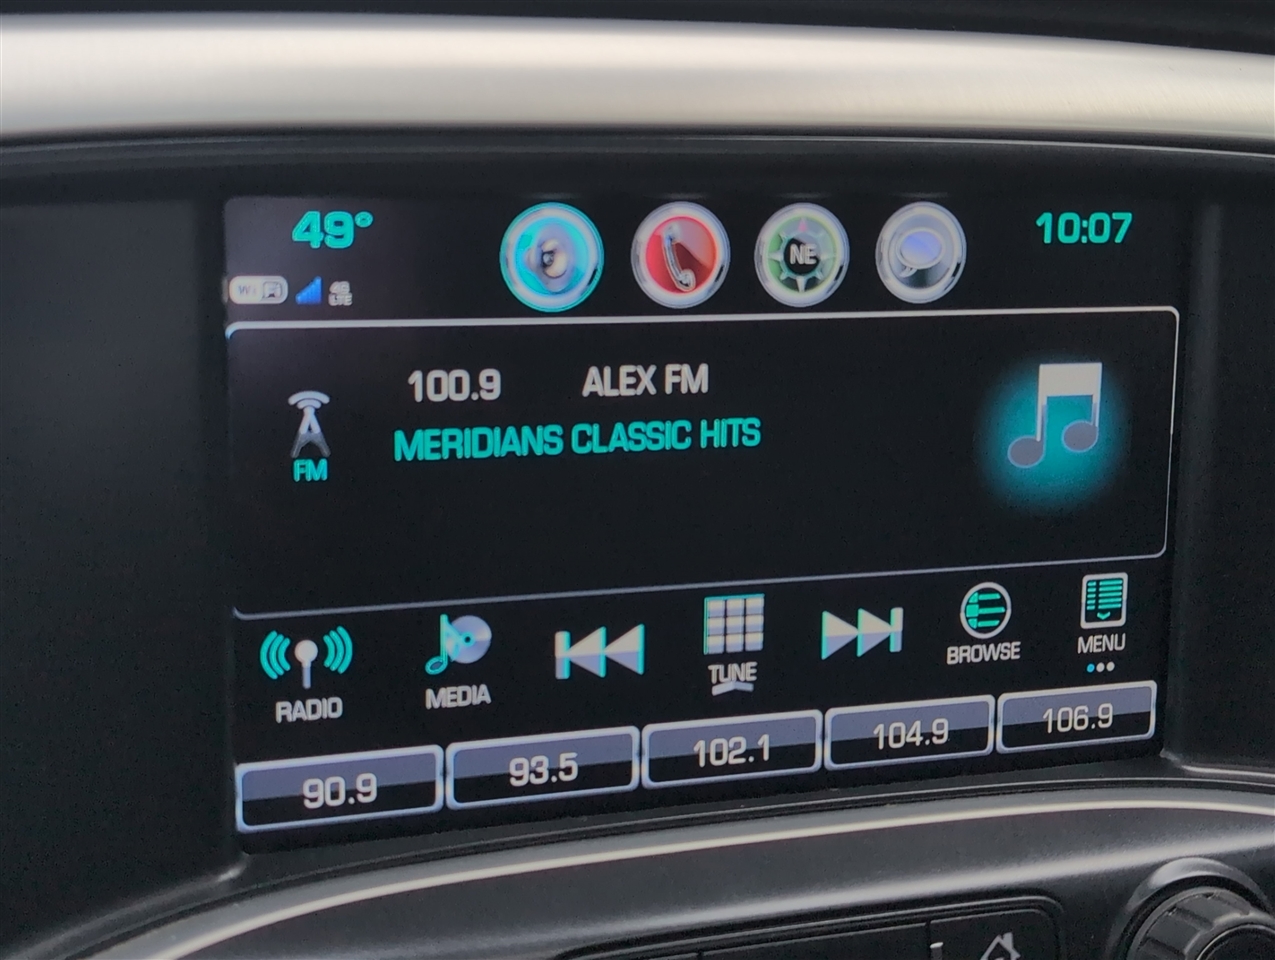 49° 10:07
NE
WiFi 4G LTE
100.9 ALEX FM
MERIDIANS CLASSIC HITS
FM
RADIO MEDIA TUNE BROWSE MENU
90.9 93.5 102.1 104.9 106.9